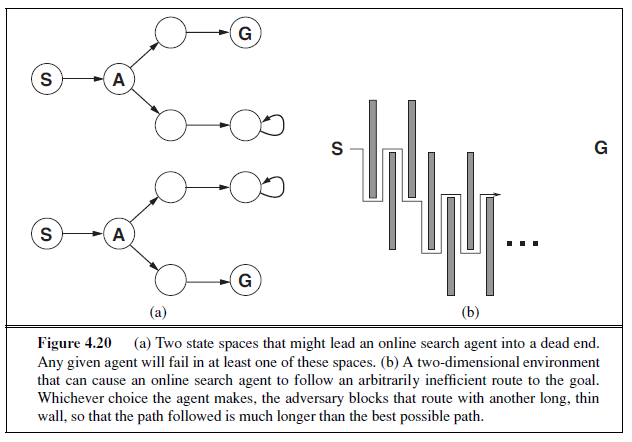 G
S
A
S
G
S
A
G
(a)
(b)
Figure 4.20 (a) Two state spaces that might lead an online search agent into a dead end.
Any given agent will fail in at least one of these spaces. (b) A two-dimensional environment
that can cause an online search agent to follow an arbitrarily inefficient route to the goal.
Whichever choice the agent makes, the adversary blocks that route with another long, thin
wall, so that the path followed is much longer than the best possible path.